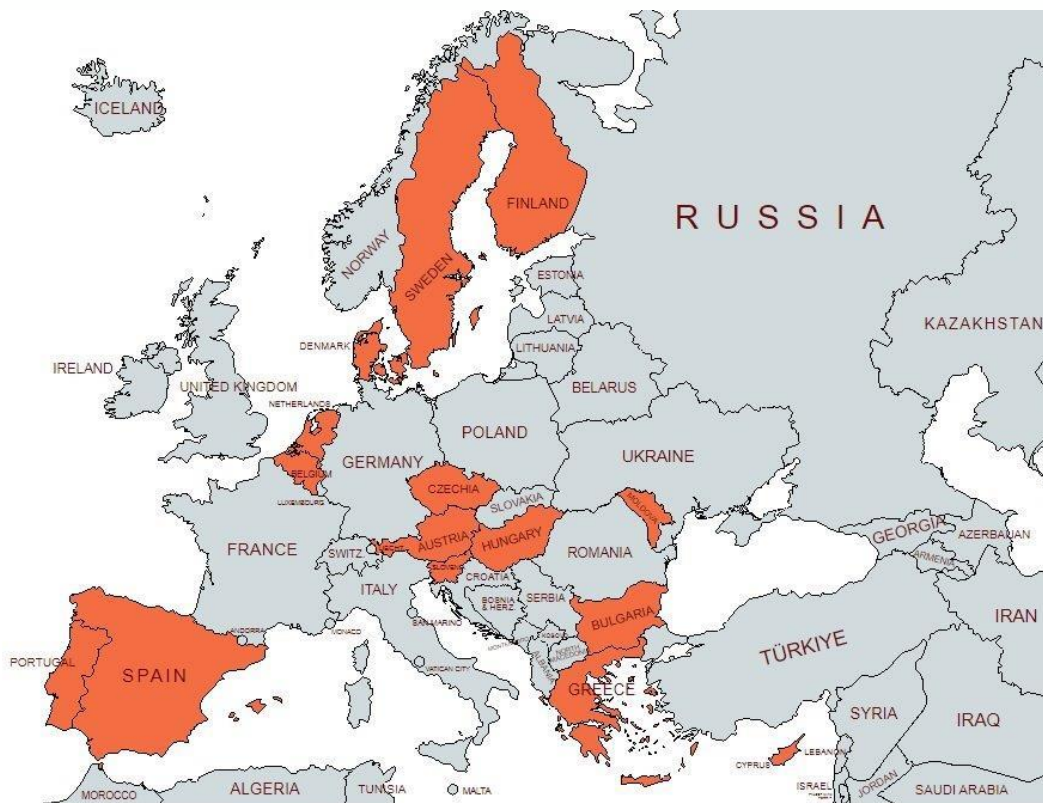 ICELAND
RUSSIA
FINLAND
NORWAY
SWEDEN
ESTONIA
LATVIA
LITHUANIA
KAZAKHSTAN
DENMARK
IRELAND
UNITED KINGDOM
BELARUS
NETHERLANDS
POLAND
GERMANY
UKRAINE
BELGIUM
CZECHIA
LUXEMBOURG
SLOVAKIA
MOLDOVA
FRANCE
SWITZ.
AUSTRIA
HUNGARY
ROMANIA
GEORGIA
AZERBAIJAN
ARMENIA
CROATIA
ITALY
BOSNIA
& HERZ.
SERBIA
BULGARIA
SAN MARINO
IRAN
ANDORRA
MONACO
KOSOVO
NORTH
MACEDONIA
ALBANIA
VATICAN CITY
TÜRKIYE
PORTUGAL
SPAIN
GREECE
SYRIA
IRAQ
CYPRUS
LEBANON
ISRAEL
JORDAN
SAUDI ARABIA
MOROCCO
ALGERIA
TUNISIA
MALTA